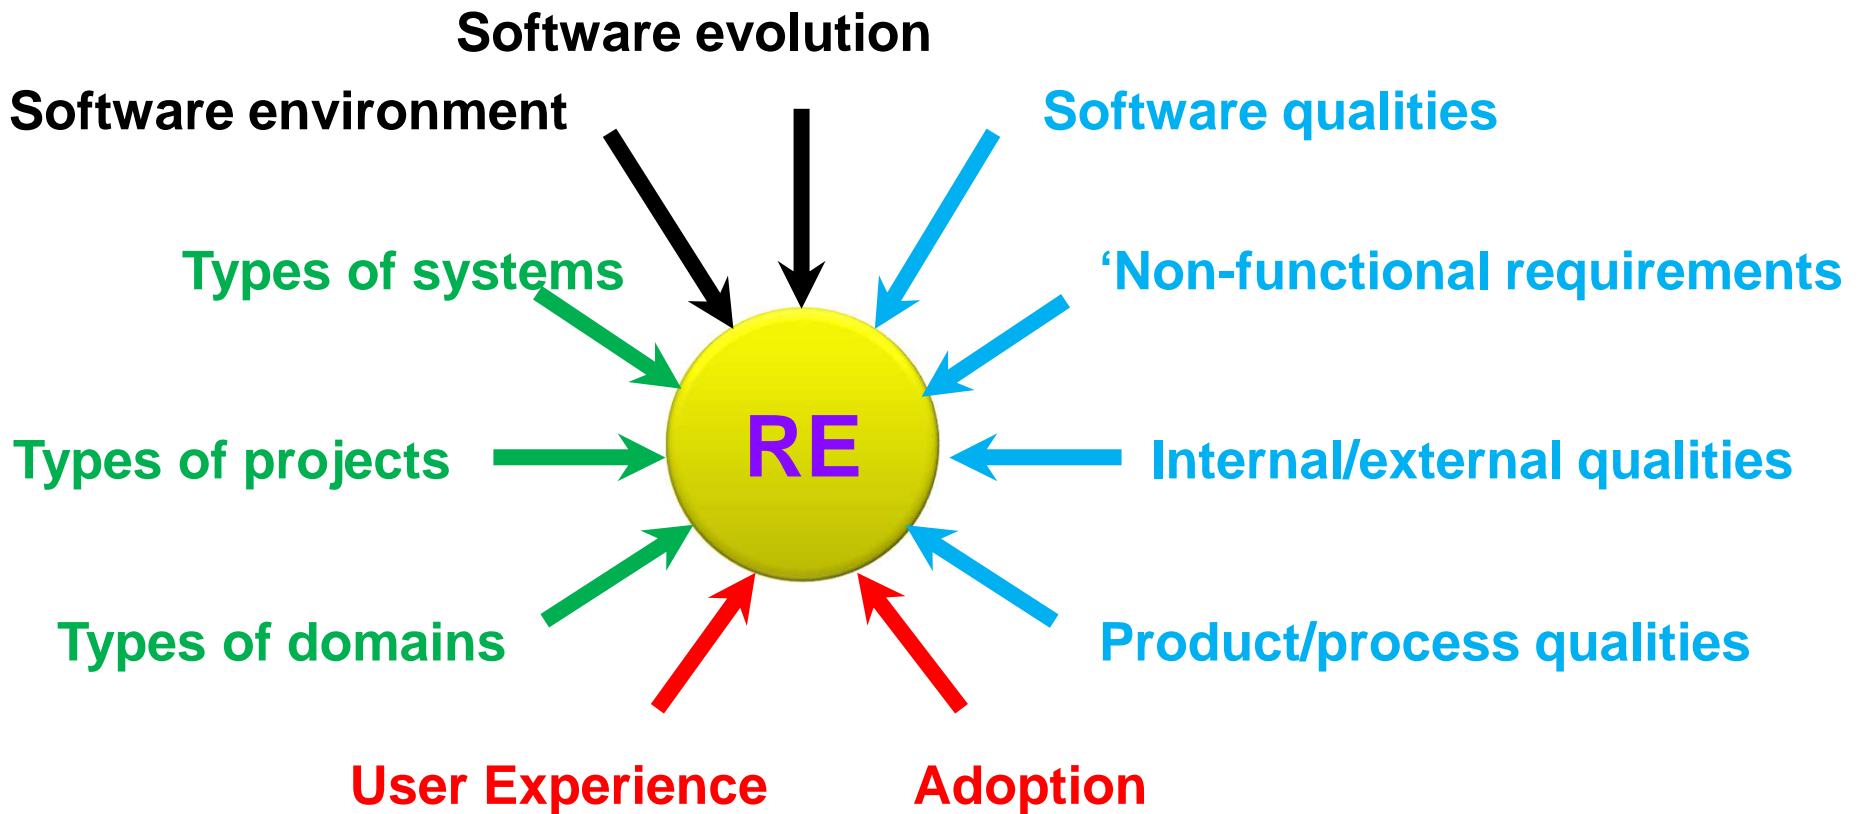 Software evolution
Software environment
Software qualities
Types of systems
‘Non-functional requirements
RE
Types of projects
Internal/external qualities
Types of domains
Product/process qualities
User Experience
Adoption